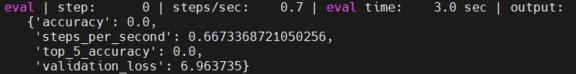 eval | step:      0 | steps/sec:    0.7 | eval time:    3.0 sec | output:
    {'accuracy': 0.0,
     'steps_per_second': 0.6673368721050256,
     'top_5_accuracy': 0.0,
     'validation_loss': 6.963735}